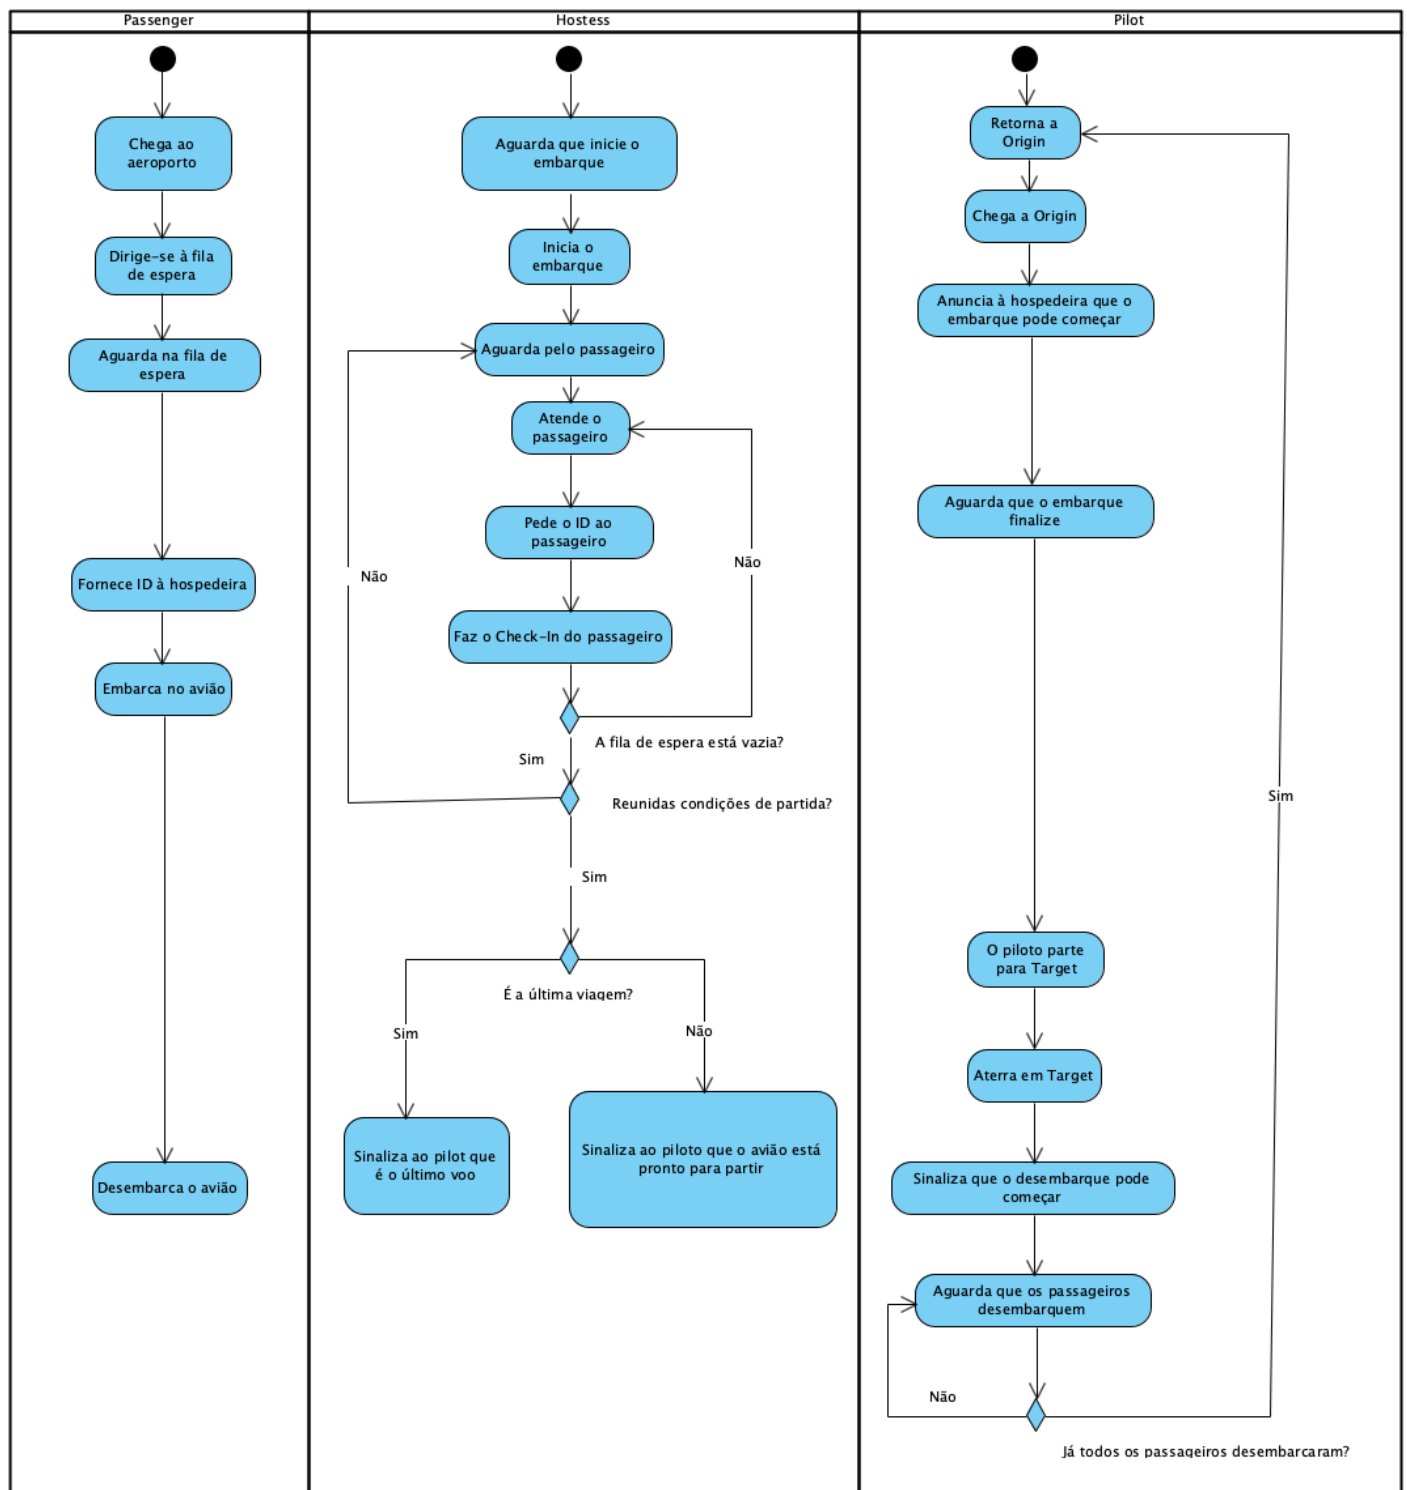 Passenger
Hostess
Pilot
Chega ao
aeroporto
Dirige-se à fila
de espera
Aguarda na fila de
espera
Fornece ID à hospedeira
Embarca no avião
Desembarca o avião
Aguarda que inicie o
embarque
Inicia o
embarque
Aguarda pelo passageiro
Atende o
passageiro
Pede o ID ao
passageiro
Não
Não
Faz o Check-In do passageiro
A fila de espera está vazia?
Sim
Reunidas condições de partida?
Sim
É a última viagem?
Sim
Não
Sinaliza ao pilot que
é o último voo
Sinaliza ao piloto que o avião está
pronto para partir
Retorna a
Origin
Chega a Origin
Anuncia à hospedeira que o
embarque pode começar
Aguarda que o embarque
finalize
Sim
O piloto parte
para Target
Aterra em Target
Sinaliza que o desembarque pode
começar
Aguarda que os passageiros
desembarquem
Não
Já todos os passageiros desembarcaram?